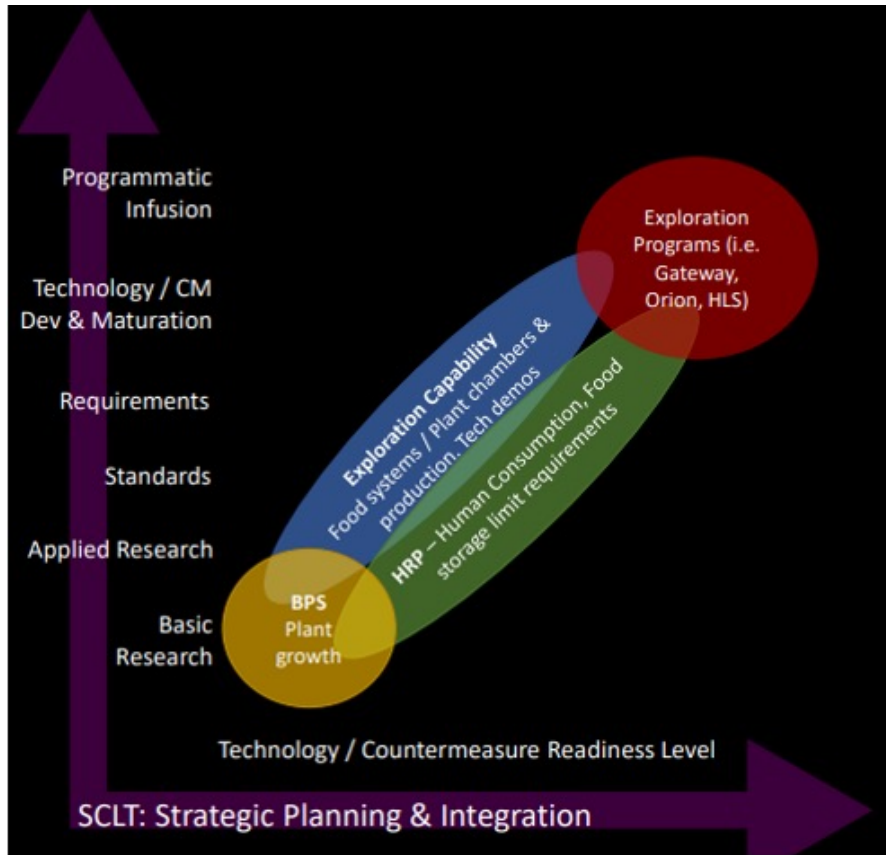 Programmatic
Infusion
Technology / CM
Dev & Maturation
Requirements
Standards
Applied Research
Basic
Research
Exploration
Programs (i.e.
Gateway,
Orion, HLS)
Exploration Capability
Food systems / Plant chambers &
production. Tech demos
HRP – Human Consumption, Food
storage limit requirements
BPS
Plant
growth
Technology / Countermeasure Readiness Level
SCLT: Strategic Planning & Integration